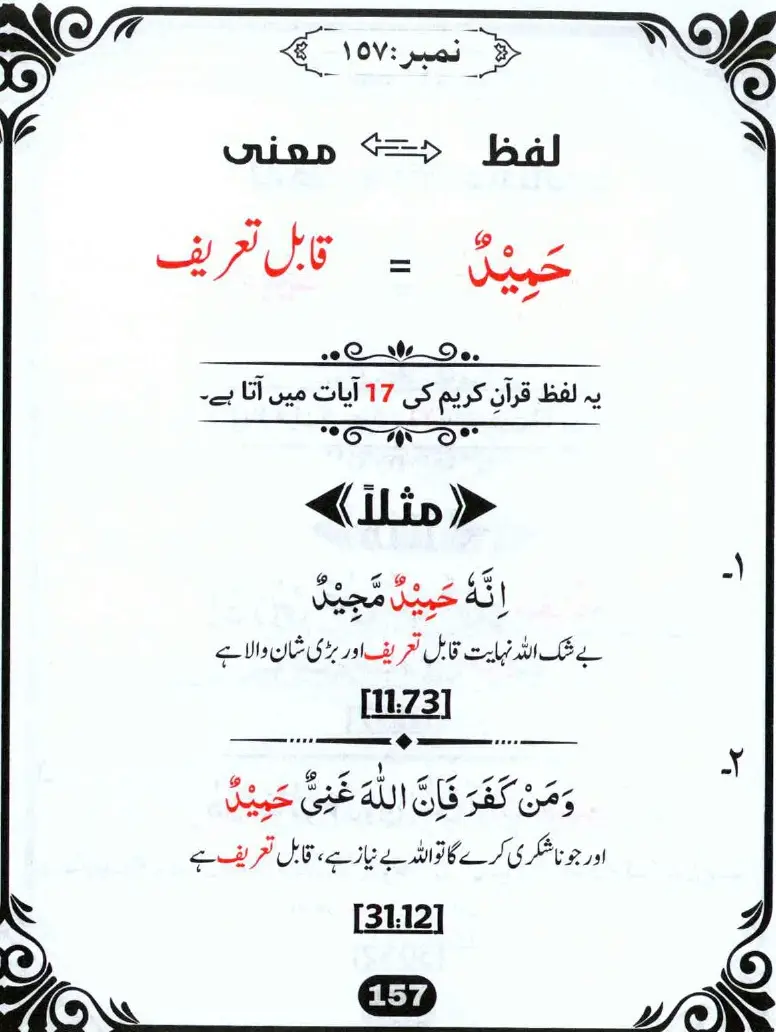 نمبر:۱۵۷
لفظ معنی
حَمِیْدٌ = قابل تعریف
یہ لفظ قرآنِ کریم کی 17 آیات میں آتا ہے۔
مثلاً
۱۔
اِنَّہٗ حَمِیْدٌ مَّجِیْدٌ
بے شک اللہ نہایت قابل تعریف اور بڑی شان والا ہے
[11:73]
۲۔
وَمَنْ كَفَرَ فَاِنَّ اللّٰهَ غَنِیٌّ حَمِیْدٌ
اور جو ناشکری کرے گا تو اللہ بے نیاز ہے، قابل تعریف ہے
[31:12]
157